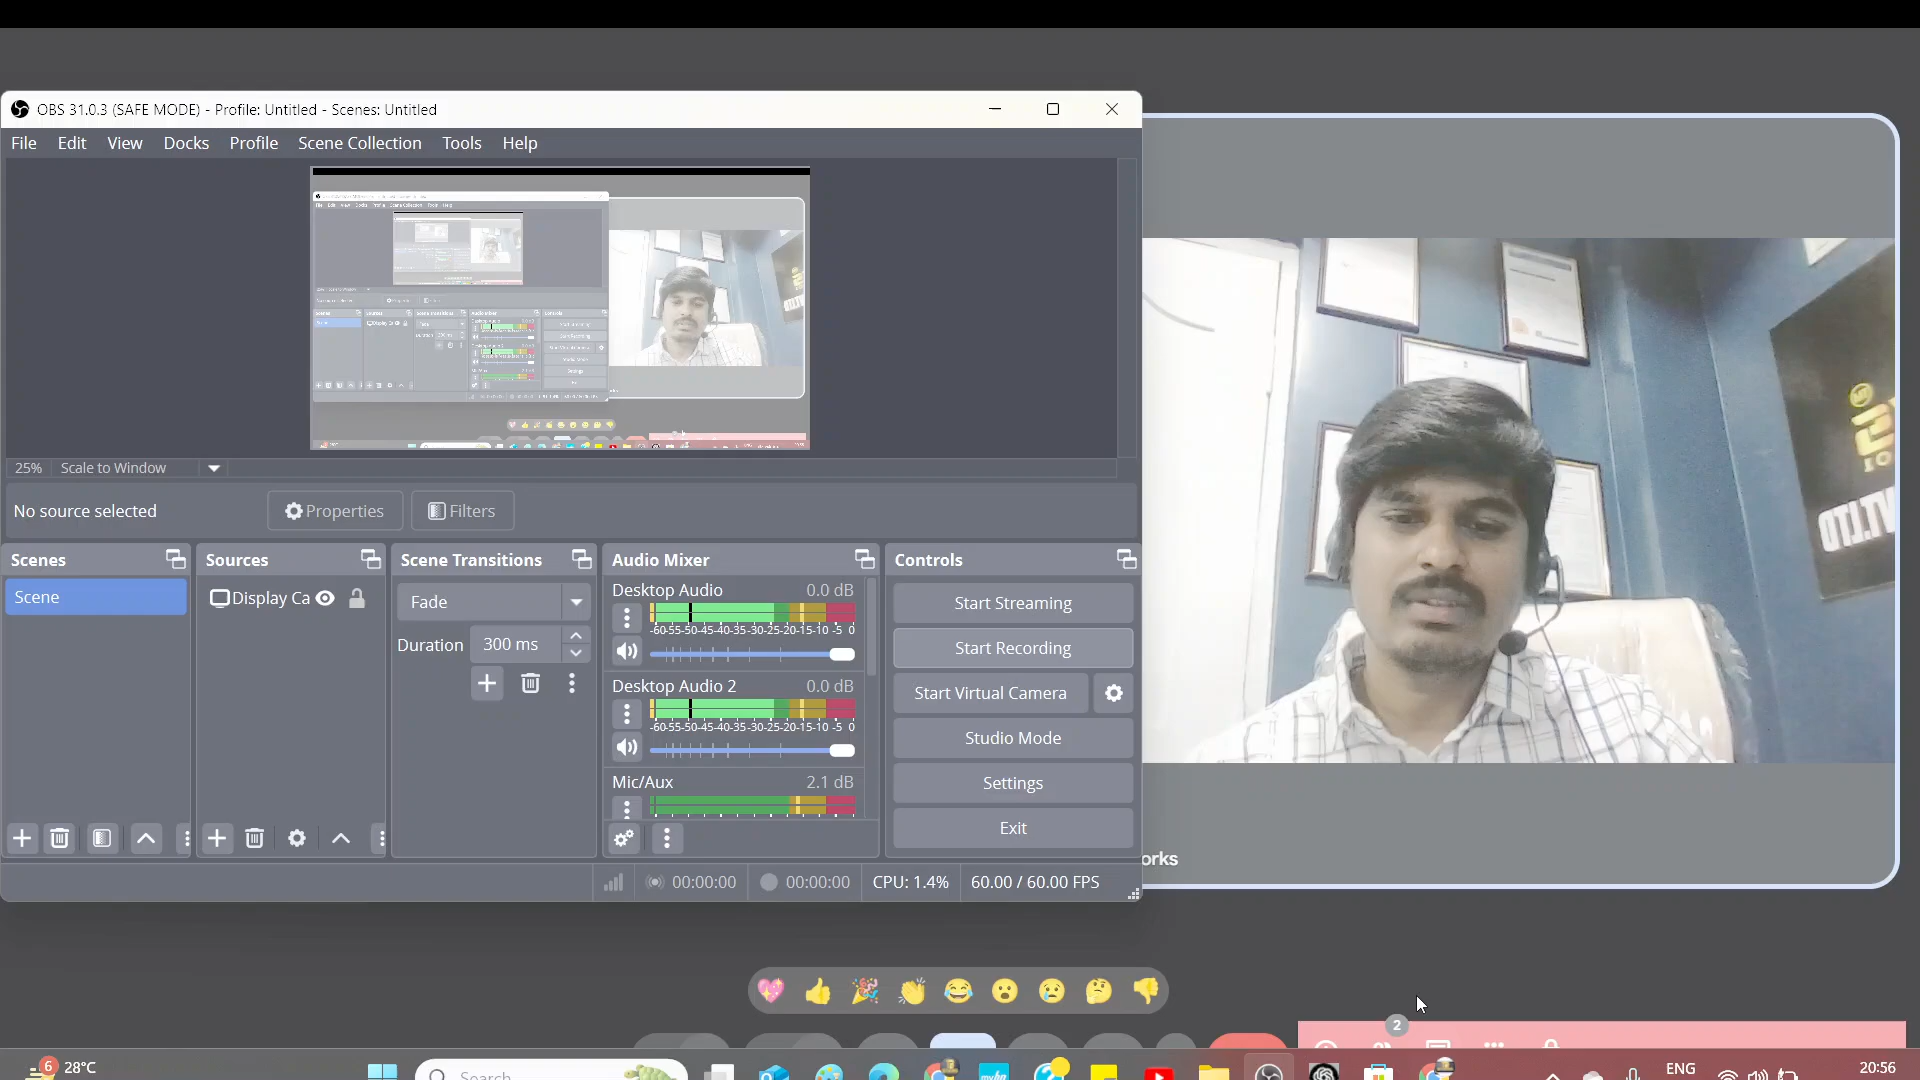 OBS 31.0.3 (SAFE MODE) - Profile: Untitled - Scenes: Untitled
File Edit View Docks Profile Scene Collection Tools Help
25% Scale to Window
No source selected Properties Filters
Scenes Sources Scene Transitions Audio Mixer Controls
Scene
Display Ca
Fade
Duration 300 ms
Desktop Audio 0.0 dB
-60-55-50-45-40-35-30-25-20-15-10 -5 0
Desktop Audio 2 0.0 dB
-60-55-50-45-40-35-30-25-20-15-10 -5 0
Mic/Aux 2.1 dB
Start Streaming
Start Recording
Start Virtual Camera
Studio Mode
Settings
Exit
00:00:00 00:00:00 CPU: 1.4% 60.00 / 60.00 FPS
orks
PVT.LTD
2
6 28°C
Search
ENG
20:56